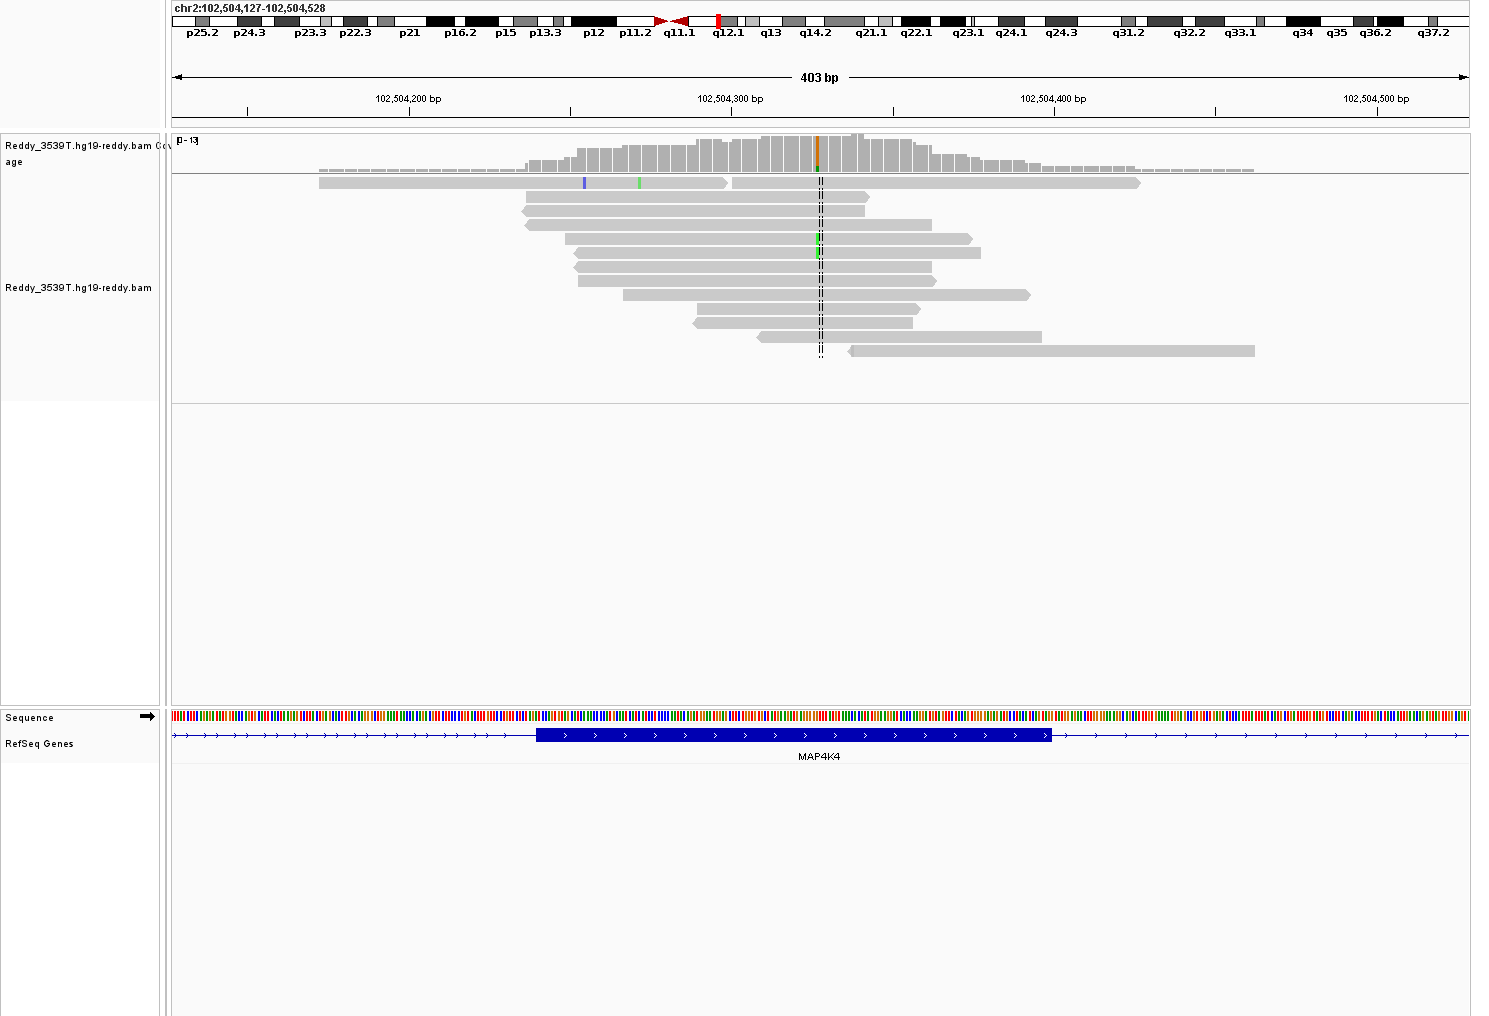 chr2:102,504,127-102,504,528
p25.2 p24.3 p23.3 p22.3 p21 p16.2 p15 p13.3 p12 p11.2 q11.1 q12.1 q13 q14.2 q21.1 q22.1 q23.1 q24.1 q24.3 q31.2 q32.2 q33.1 q34 q35 q36.2 q37.2
403 bp
102,504,200 bp 102,504,300 bp 102,504,400 bp 102,504,500 bp
[0 - 13]
Reddy_3539T.hg19-reddy.bam Cov
age
Reddy_3539T.hg19-reddy.bam
Sequence
RefSeq Genes
MAP4K4